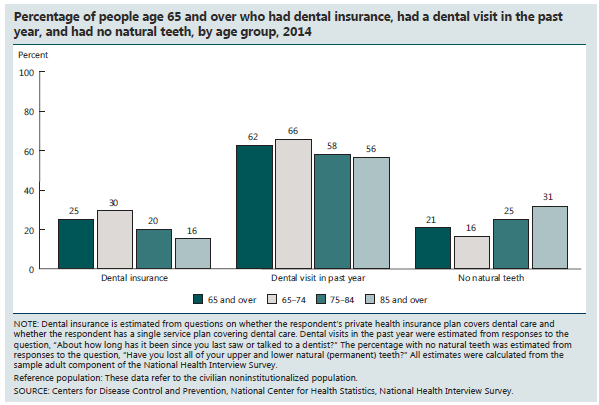 Percentage of people age 65 and over who had dental insurance, had a dental visit in the past
year, and had no natural teeth, by age group, 2014
Percent
100
80
60
40
20
0
25
30
20
16
62
66
58
56
21
16
25
31
Dental insurance
Dental visit in past year
No natural teeth
65 and over
65–74
75–84
85 and over
NOTE: Dental insurance is estimated from questions on whether the respondent's private health insurance plan covers dental care and
whether the respondent has a single service plan covering dental care. Dental visits in the past year were estimated from responses to the
question, "About how long has it been since you last saw or talked to a dentist?" The percentage with no natural teeth was estimated from
responses to the question, "Have you lost all of your upper and lower natural (permanent) teeth?" All estimates were calculated from the
sample adult component of the National Health Interview Survey.
Reference population: These data refer to the civilian noninstitutionalized population.
SOURCE: Centers for Disease Control and Prevention, National Center for Health Statistics, National Health Interview Survey.